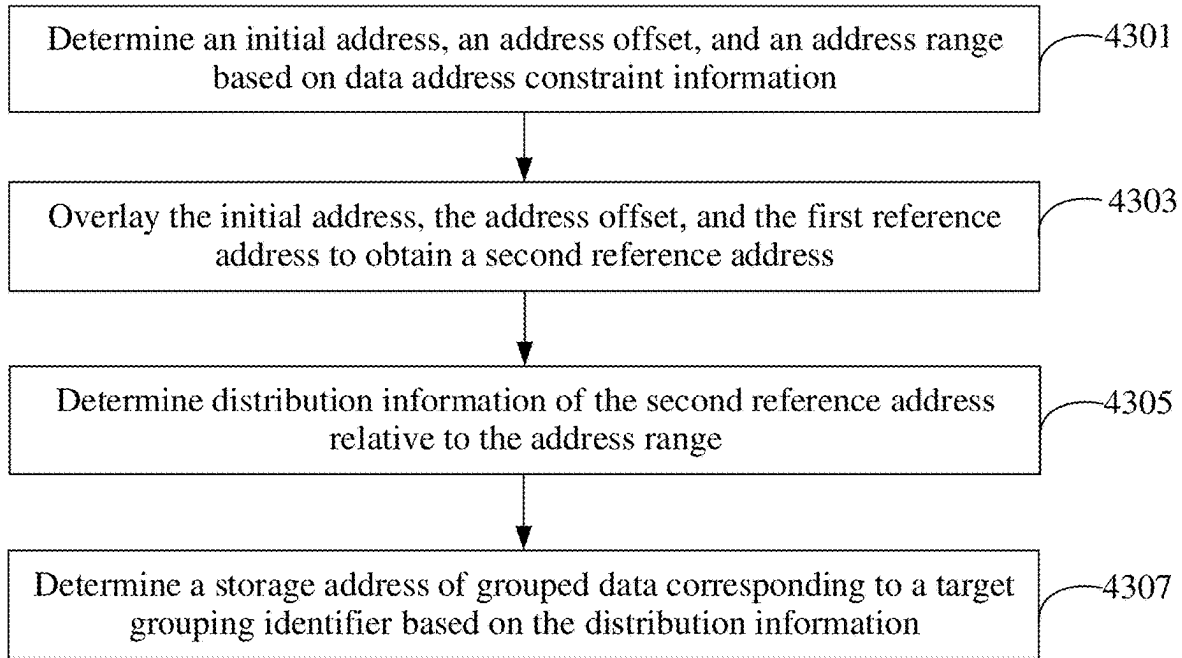 Determine an initial address, an address offset, and an address range
based on data address constraint information
4301
Overlay the initial address, the address offset, and the first reference
address to obtain a second reference address
4303
Determine distribution information of the second reference address
relative to the address range
4305
Determine a storage address of grouped data corresponding to a target
grouping identifier based on the distribution information
4307